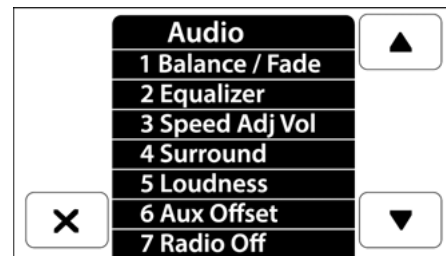 Audio
1 Balance / Fade
2 Equalizer
3 Speed Adj Vol
4 Surround
5 Loudness
6 Aux Offset
7 Radio Off